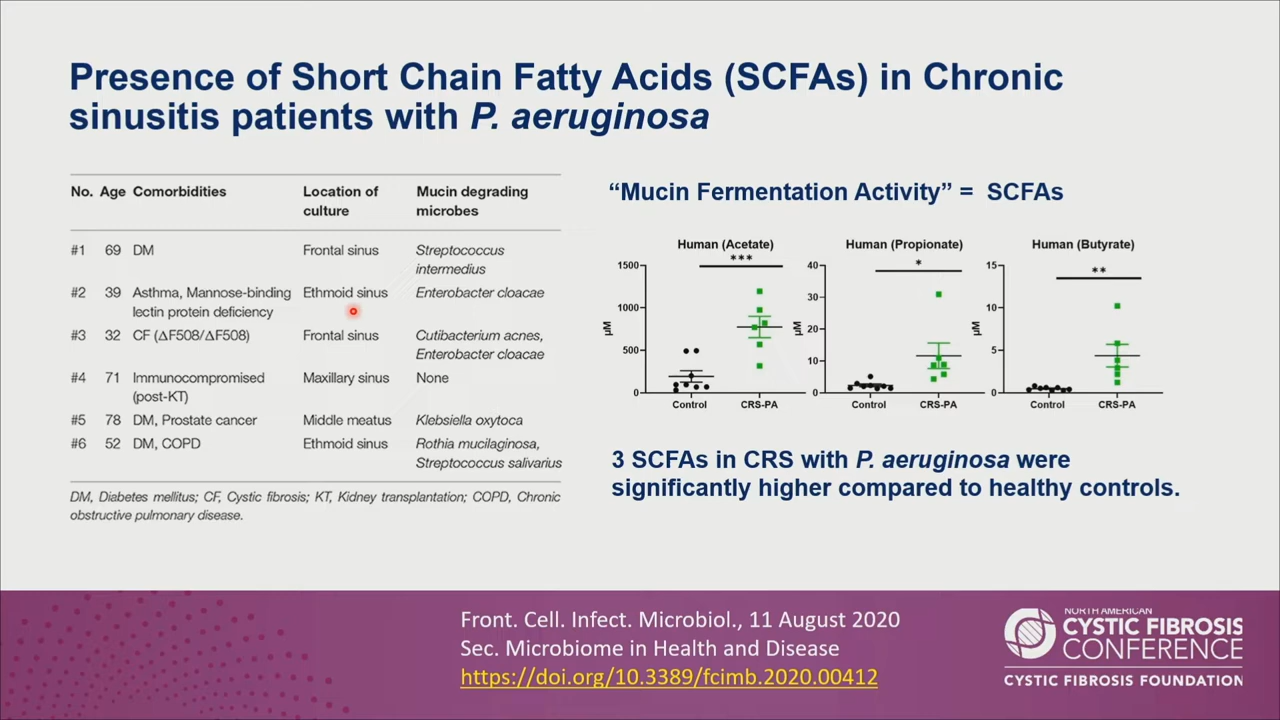 Presence of Short Chain Fatty Acids (SCFAs) in Chronic
sinusitis patients with P. aeruginosa
No. Age Comorbidities Location of culture Mucin degrading microbes
#1 69 DM Frontal sinus Streptococcus intermedius
#2 39 Asthma, Mannose-binding lectin protein deficiency Ethmoid sinus Enterobacter cloacae
#3 32 CF (ΔF508/ΔF508) Frontal sinus Cutibacterium acnes, Enterobacter cloacae
#4 71 Immunocompromised (post-KT) Maxillary sinus None
#5 78 DM, Prostate cancer Middle meatus Klebsiella oxytoca
#6 52 DM, COPD Ethmoid sinus Rothia mucilaginosa, Streptococcus salivarius
DM, Diabetes mellitus; CF, Cystic fibrosis; KT, Kidney transplantation; COPD, Chronic
obstructive pulmonary disease.
“Mucin Fermentation Activity” = SCFAs
Human (Acetate)
***
1500
1000
500
0
µM
Control CRS-PA
Human (Propionate)
*
40
30
20
10
0
µM
Control CRS-PA
Human (Butyrate)
**
15
10
5
0
µM
Control CRS-PA
3 SCFAs in CRS with P. aeruginosa were
significantly higher compared to healthy controls.
Front. Cell. Infect. Microbiol., 11 August 2020
Sec. Microbiome in Health and Disease
https://doi.org/10.3389/fcimb.2020.00412
NORTH AMERICAN
CYSTIC FIBROSIS
CONFERENCE
CYSTIC FIBROSIS FOUNDATION